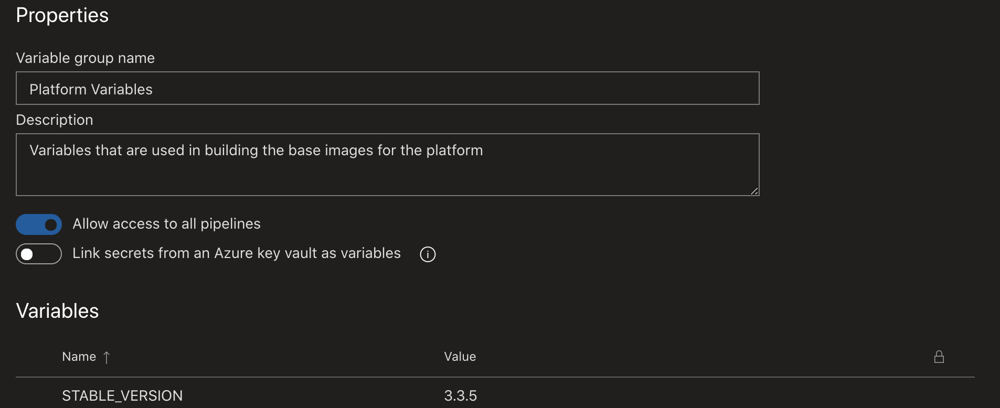 Properties
Variable group name
Platform Variables
Description
Variables that are used in building the base images for the platform
Allow access to all pipelines
Link secrets from an Azure key vault as variables
Variables
Name ↑ Value
STABLE_VERSION 3.3.5